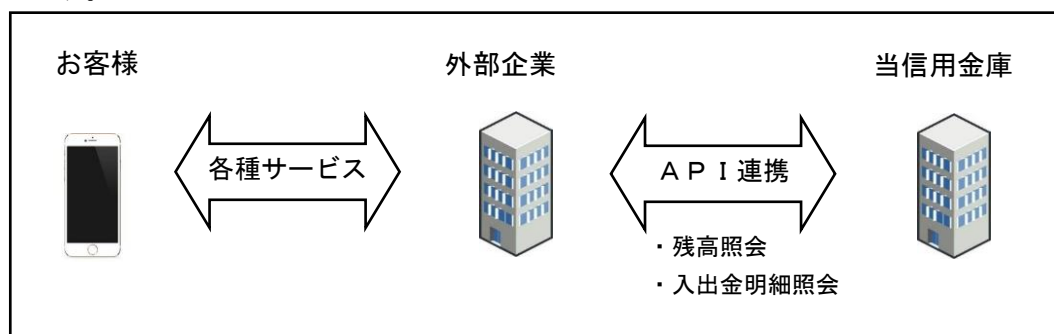 お客様
外部企業
当信用金庫
各種サービス
ＡＰＩ連携
・残高照会
・入出金明細照会